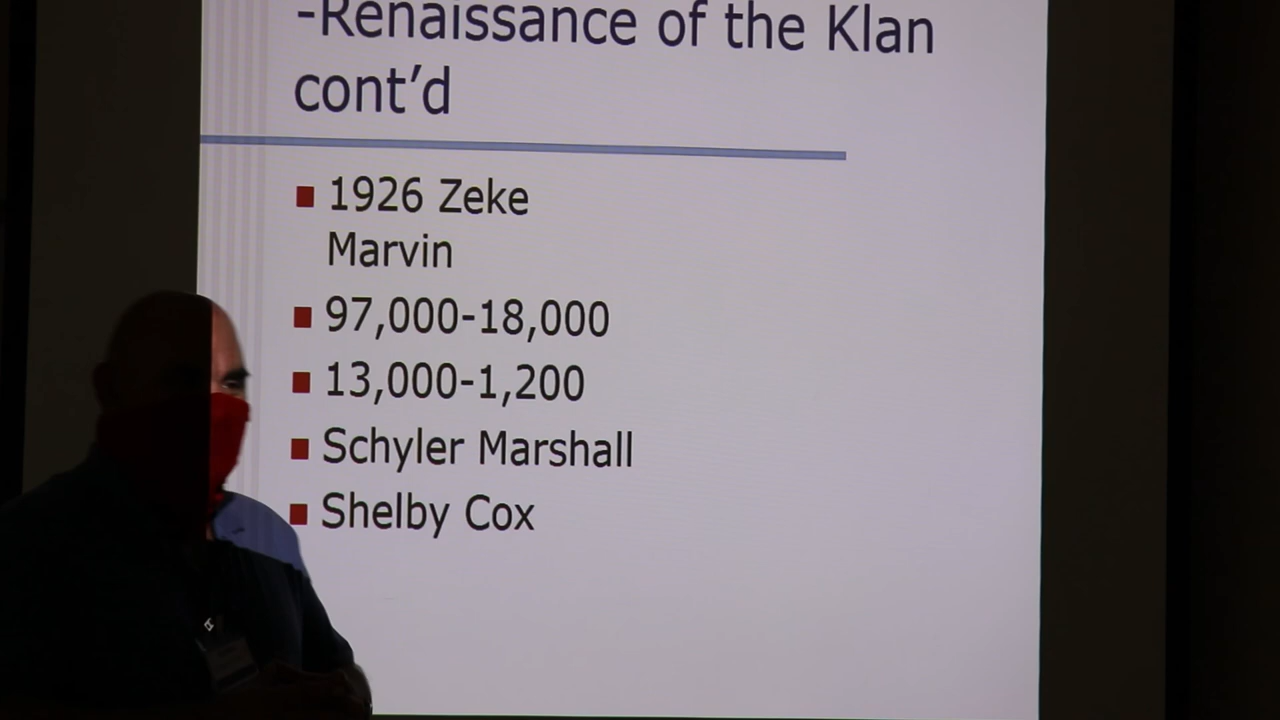 -Renaissance of the Klan
cont’d
1926 Zeke
Marvin
97,000-18,000
13,000-1,200
Schyler Marshall
Shelby Cox